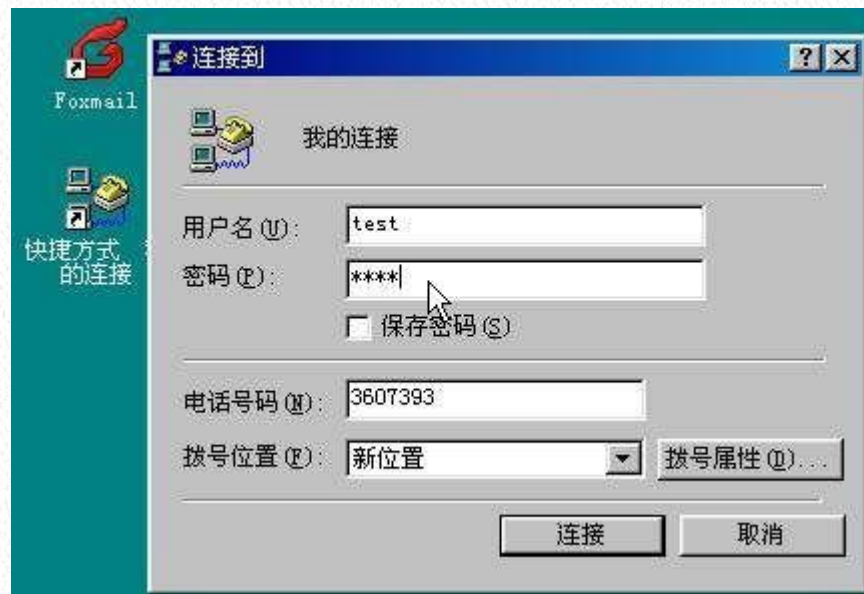 Foxmail
快捷方式
的连接
连接到
我的连接
用户名(U):
test
密码(P):
****
保存密码(S)
电话号码(N):
3607393
拨号位置(F):
新位置
拨号属性(D)...
连接
取消